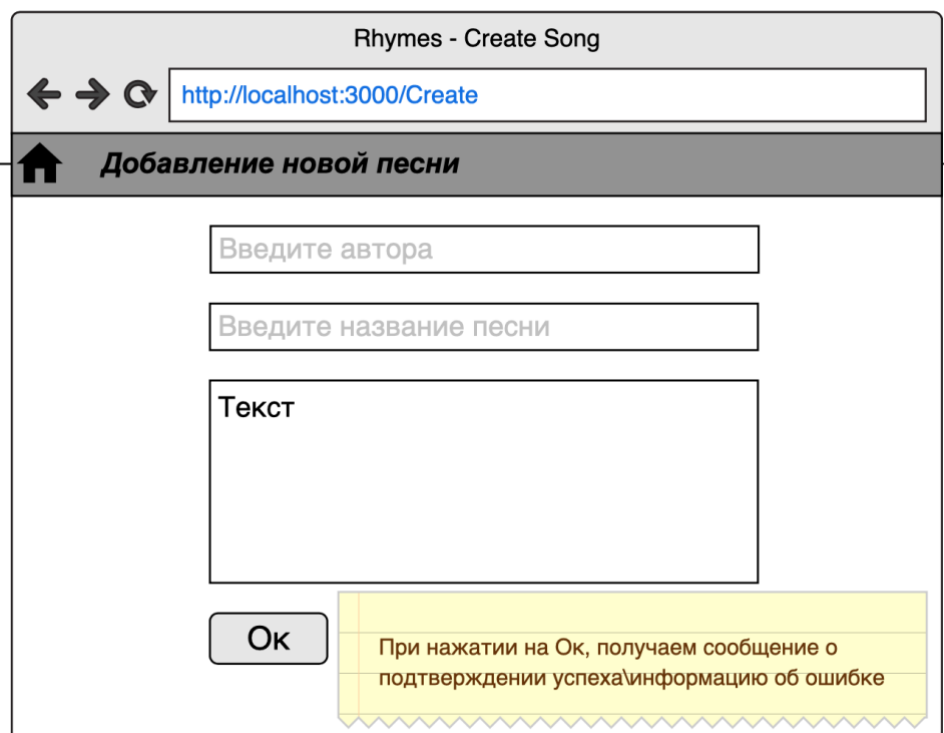 Rhymes - Create Song
http://localhost:3000/Create
Добавление новой песни
Введите автора
Введите название песни
Текст
Ок
При нажатии на Ок, получаем сообщение о
подтверждении успеха\информацию об ошибке